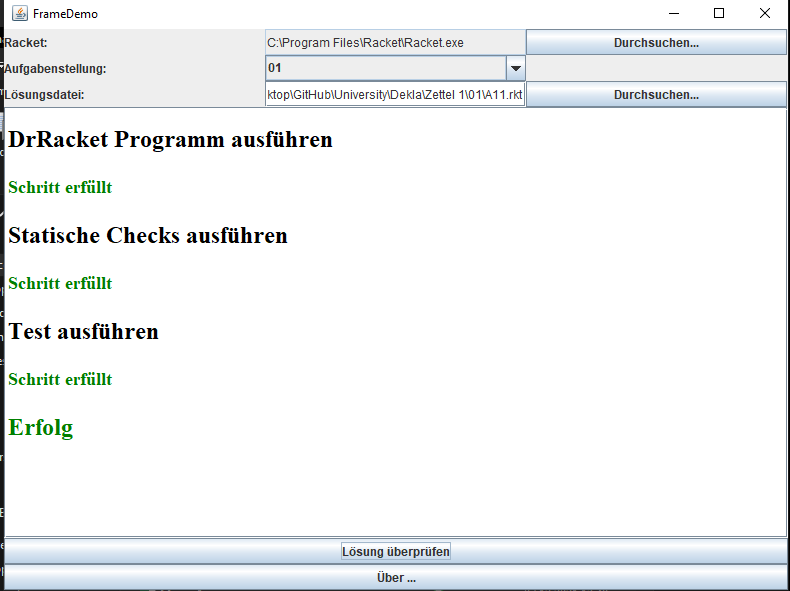 FrameDemo
Racket: C:\Program Files\Racket\Racket.exe Durchsuchen...
Aufgabenstellung: 01
Lösungsdatei: ktop\GitHub\University\Dekla\Zettel 1\01\A11.rkt Durchsuchen...
DrRacket Programm ausführen
Schritt erfüllt
Statische Checks ausführen
Schritt erfüllt
Test ausführen
Schritt erfüllt
Erfolg
Lösung überprüfen
Über ...